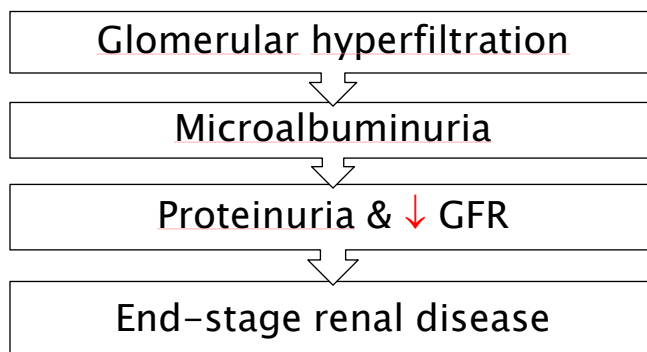 Glomerular hyperfiltration
Microalbuminuria
Proteinuria & ↓ GFR
End-stage renal disease